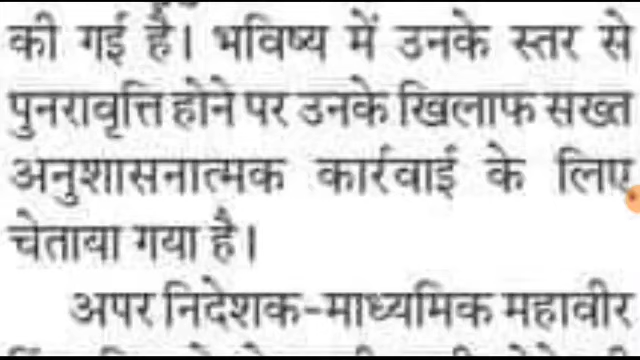 की गई है। भविष्य में उनके स्तर से
पुनरावृत्ति होने पर उनके खिलाफ सख्त
अनुशासनात्मक कार्रवाई के लिए
चेताया गया है।
अपर निदेशक-माध्यमिक महावीर